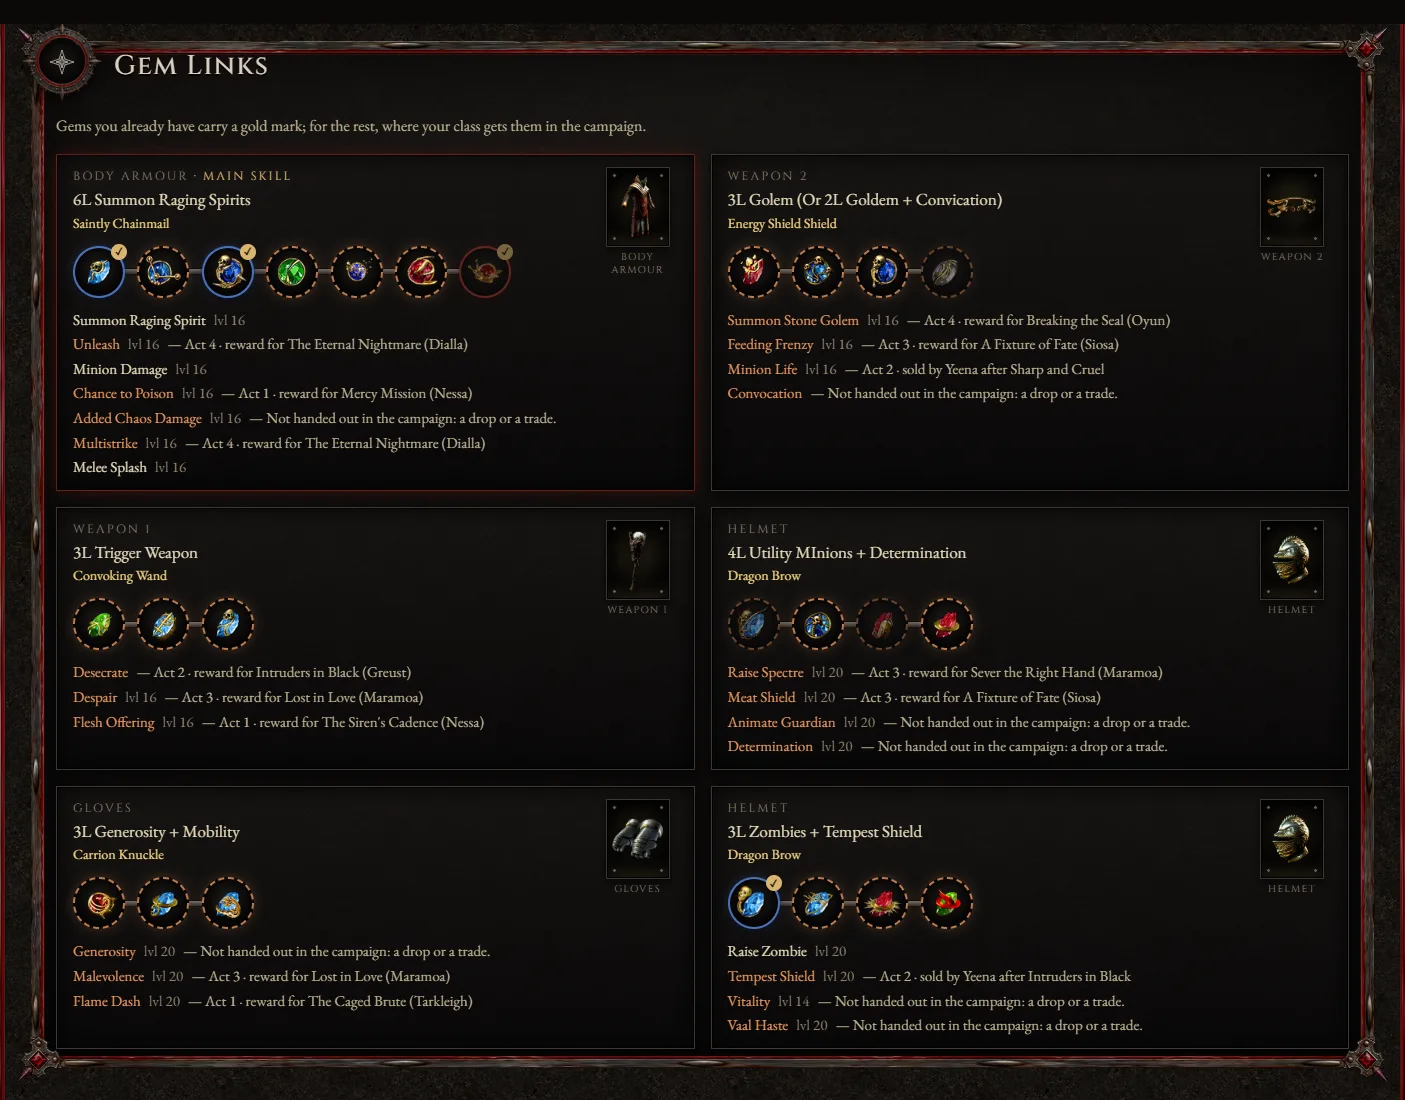 Gem Links
Gems you already have carry a gold mark; for the rest, where your class gets them in the campaign.
BODY ARMOUR · MAIN SKILL
6L Summon Raging Spirits
Saintly Chainmail
BODY
ARMOUR
Summon Raging Spirit lvl 16
Unleash lvl 16 — Act 4 · reward for The Eternal Nightmare (Dialla)
Minion Damage lvl 16
Chance to Poison lvl 16 — Act 1 · reward for Mercy Mission (Nessa)
Added Chaos Damage lvl 16 — Not handed out in the campaign: a drop or a trade.
Multistrike lvl 16 — Act 4 · reward for The Eternal Nightmare (Dialla)
Melee Splash lvl 16
WEAPON 2
3L Golem (Or 2L Goldem + Convication)
Energy Shield Shield
WEAPON 2
Summon Stone Golem lvl 16 — Act 4 · reward for Breaking the Seal (Oyun)
Feeding Frenzy lvl 16 — Act 3 · reward for A Fixture of Fate (Siosa)
Minion Life lvl 16 — Act 2 · sold by Yeena after Sharp and Cruel
Convocation — Not handed out in the campaign: a drop or a trade.
WEAPON 1
3L Trigger Weapon
Convoking Wand
WEAPON 1
Desecrate — Act 2 · reward for Intruders in Black (Greust)
Despair lvl 16 — Act 3 · reward for Lost in Love (Maramoa)
Flesh Offering lvl 16 — Act 1 · reward for The Siren's Cadence (Nessa)
HELMET
4L Utility MInions + Determination
Dragon Brow
HELMET
Raise Spectre lvl 20 — Act 3 · reward for Sever the Right Hand (Maramoa)
Meat Shield lvl 20 — Act 3 · reward for A Fixture of Fate (Siosa)
Animate Guardian lvl 20 — Not handed out in the campaign: a drop or a trade.
Determination lvl 20 — Not handed out in the campaign: a drop or a trade.
GLOVES
3L Generosity + Mobility
Carrion Knuckle
GLOVES
Generosity lvl 20 — Not handed out in the campaign: a drop or a trade.
Malevolence lvl 20 — Act 3 · reward for Lost in Love (Maramoa)
Flame Dash lvl 20 — Act 1 · reward for The Caged Brute (Tarkleigh)
HELMET
3L Zombies + Tempest Shield
Dragon Brow
HELMET
Raise Zombie lvl 20
Tempest Shield lvl 20 — Act 2 · sold by Yeena after Intruders in Black
Vitality lvl 14 — Not handed out in the campaign: a drop or a trade.
Vaal Haste lvl 20 — Not handed out in the campaign: a drop or a trade.